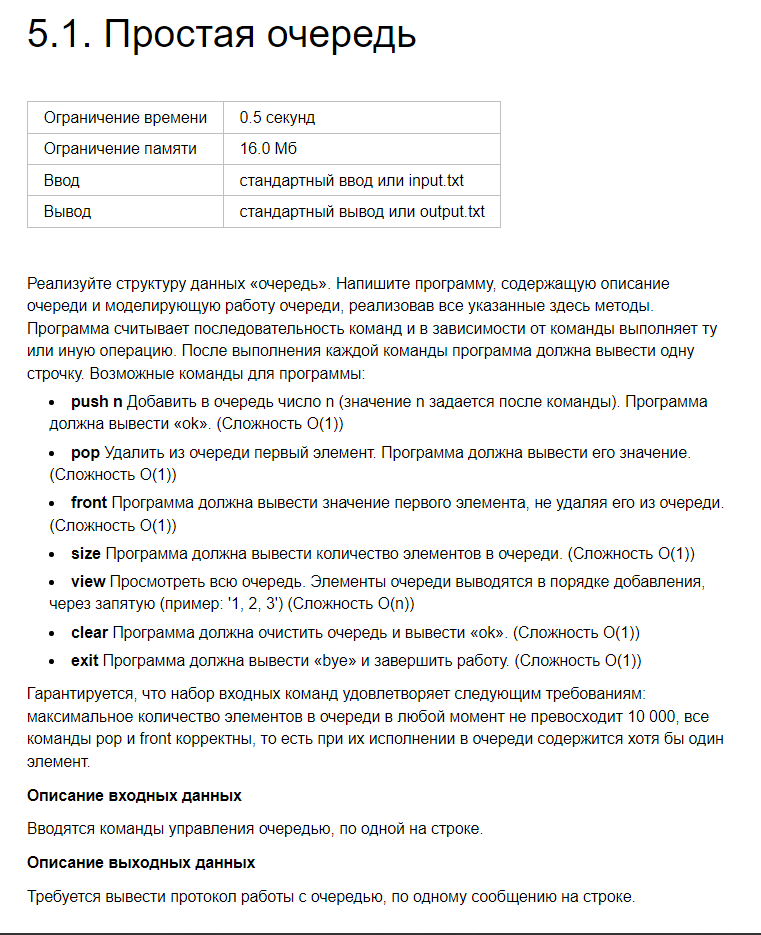 5.1. Простая очередь
Ограничение времени 0.5 секунд
Ограничение памяти 16.0 Мб
Ввод стандартный ввод или input.txt
Вывод стандартный вывод или output.txt
Реализуйте структуру данных «очередь». Напишите программу, содержащую описание
очереди и моделирующую работу очереди, реализовав все указанные здесь методы.
Программа считывает последовательность команд и в зависимости от команды выполняет ту
или иную операцию. После выполнения каждой команды программа должна вывести одну
строчку. Возможные команды для программы:
• push n Добавить в очередь число n (значение n задается после команды). Программа
должна вывести «ok». (Сложность O(1))
• pop Удалить из очереди первый элемент. Программа должна вывести его значение.
(Сложность O(1))
• front Программа должна вывести значение первого элемента, не удаляя его из очереди.
(Сложность O(1))
• size Программа должна вывести количество элементов в очереди. (Сложность O(1))
• view Просмотреть всю очередь. Элементы очереди выводятся в порядке добавления,
через запятую (пример: '1, 2, 3') (Сложность O(n))
• clear Программа должна очистить очередь и вывести «ok». (Сложность O(1))
• exit Программа должна вывести «bye» и завершить работу. (Сложность O(1))
Гарантируется, что набор входных команд удовлетворяет следующим требованиям:
максимальное количество элементов в очереди в любой момент не превосходит 10 000, все
команды pop и front корректны, то есть при их исполнении в очереди содержится хотя бы один
элемент.
Описание входных данных
Вводятся команды управления очередью, по одной на строке.
Описание выходных данных
Требуется вывести протокол работы с очередью, по одному сообщению на строке.